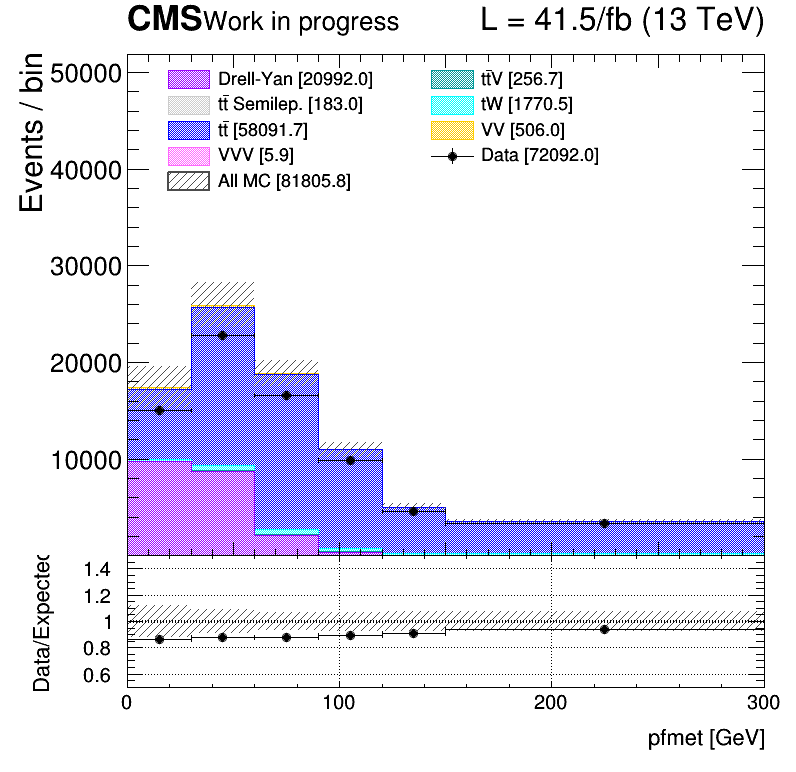 CMS Work in progress L = 41.5/fb (13 TeV)
Events / bin
50000
40000
30000
20000
10000
Drell-Yan [20992.0]
tt̄ Semilep. [183.0]
tt̄ [58091.7]
VVV [5.9]
All MC [81805.8]
tt̄V [256.7]
tW [1770.5]
VV [506.0]
Data [72092.0]
Data/Expected
1.4
1.2
1
0.8
0.6
0 100 200 300
pfmet [GeV]